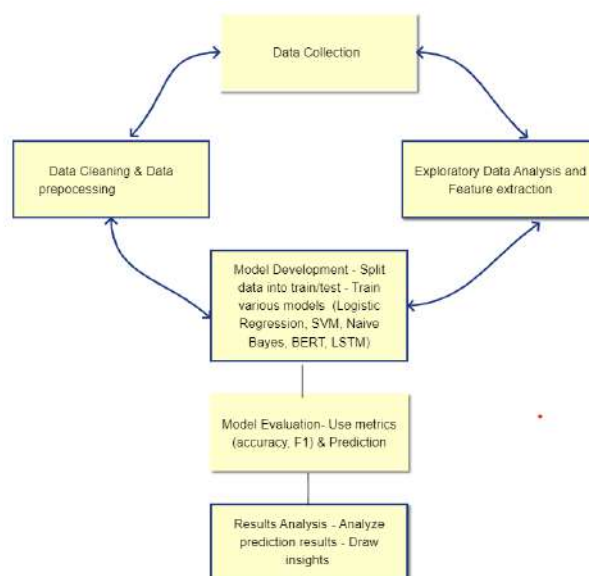 Data Collection
Data Cleaning & Data
prepocessing
Exploratory Data Analysis and
Feature extraction
Model Development - Split
data into train/test - Train
various models (Logistic
Regression, SVM, Naive
Bayes, BERT, LSTM)
Model Evaluation- Use metrics
(accuracy, F1) & Prediction
Results Analysis - Analyze
prediction results - Draw
insights